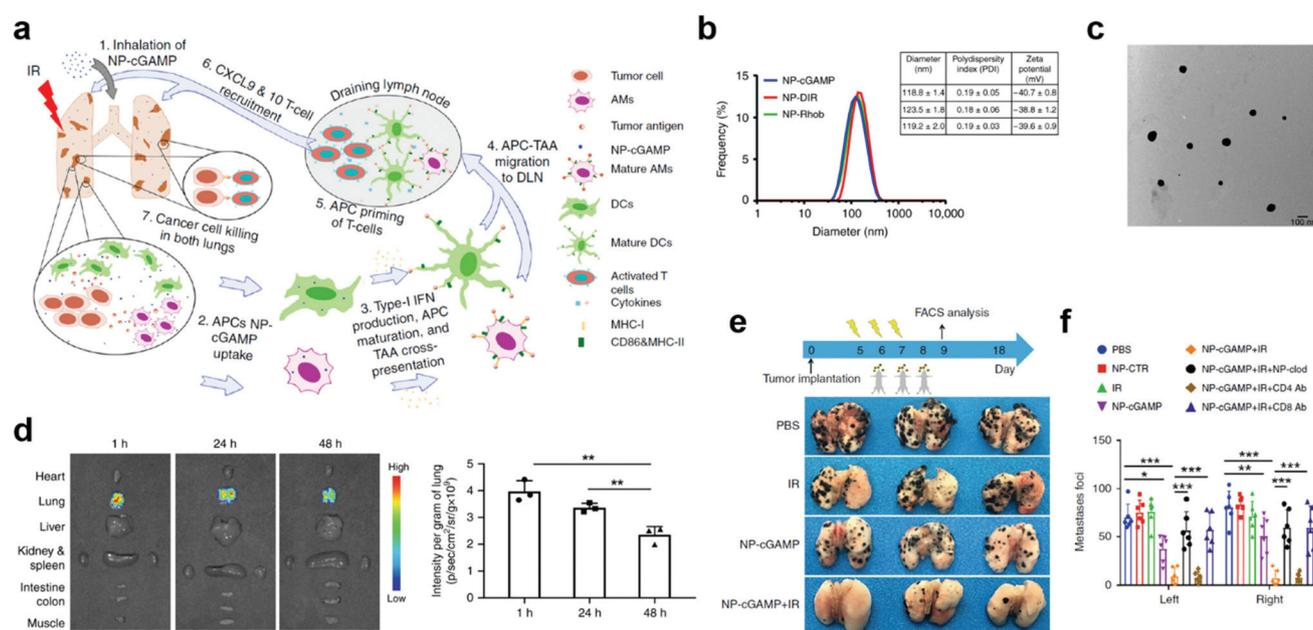 a
1. Inhalation of
NP-cGAMP
IR
6. CXCL9 & 10 T-cell
recruitment
Draining lymph node
4. APC-TAA
migration
to DLN
5. APC priming
of T-cells
7. Cancer cell killing
in both lungs
2. APCs NP-
cGAMP
uptake
3. Type-I IFN
production, APC
maturation, and
TAA cross-
presentation
Tumor cell
AMs
Tumor antigen
NP-cGAMP
Mature AMs
DCs
Mature DCs
Activated T
cells
Cytokines
MHC-I
CD86&MHC-II
b
NP-cGAMP
NP-DIR
NP-Rhob
Frequency (%)
15
10
5
0
1 10 100 1000 10,000
Diameter (nm)
Diameter
(nm)
Polydispersity
index (PDI)
Zeta
potential
(mV)
118.8 ± 1.4 0.19 ± 0.05 −40.7 ± 0.8
123.5 ± 1.8 0.18 ± 0.06 −38.8 ± 1.2
119.2 ± 2.0 0.19 ± 0.03 −39.6 ± 0.9
c
d
1 h 24 h 48 h
Heart
Lung
Liver
Kidney &
spleen
Intestine
colon
Muscle
High
Low
Intensity per gram of lung
(p/sec/cm²/sr/g×10⁹)
5
4
3
2
1
0
**
**
1 h 24 h 48 h
e
FACS analysis
0 5 6 7 8 9 18
Day
Tumor implantation
PBS
IR
NP-cGAMP
NP-cGAMP+IR
f
PBS
NP-CTR
IR
NP-cGAMP
NP-cGAMP+IR
NP-cGAMP+IR+NP-clod
NP-cGAMP+IR+CD4 Ab
NP-cGAMP+IR+CD8 Ab
Metastases foci
150
100
50
0
***
*
***
***
***
**
***
***
Left Right